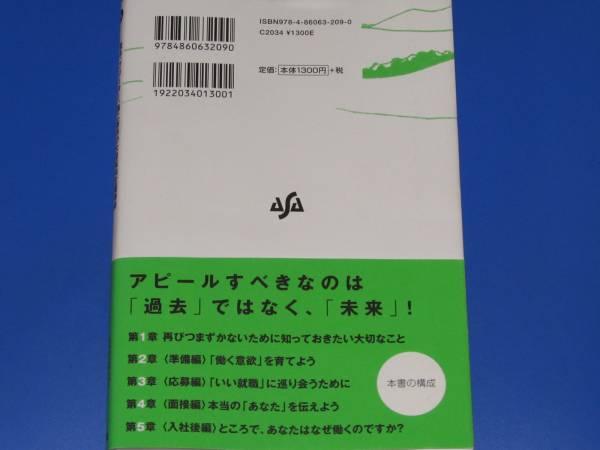 ISBN978-4-86063-209-0
C2034 ¥1300E
9784860632090
定価:本体1300円+税
1922034013001
ASA
アピールすべきなのは
「過去」ではなく、「未来」!
第1章 再びつまずかないために知っておきたい大切なこと
第2章〈準備編〉「働く意欲」を育てよう
第3章〈応募編〉「いい就職」に巡り会うために
第4章〈面接編〉本当の「あなた」を伝えよう
第5章〈入社後編〉ところで、あなたはなぜ働くのですか?
本書の構成